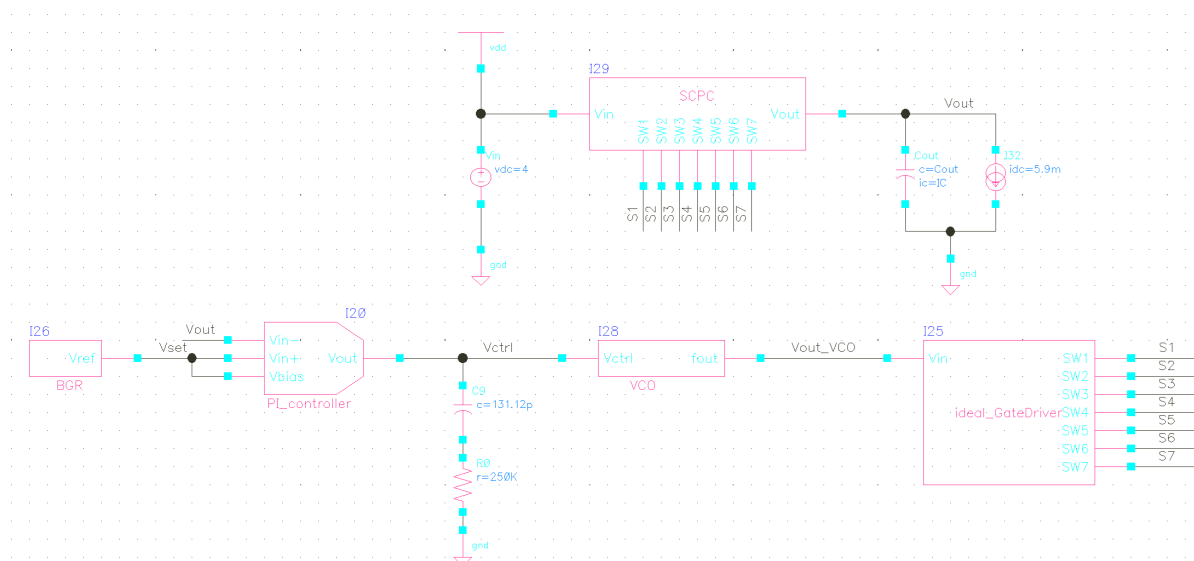 vdd
I29
SCPC
Vin
Vout
SW1
SW2
SW3
SW4
SW5
SW6
SW7
S1
S2
S3
S4
S5
S6
S7
Vin
vdc=4
gnd
Vout
Cout
c=Cout
ic=IC
I32
idc=5.9m
gnd
I26
Vref
BGR
Vset
Vout
I20
Vin-
Vin+
Vbias
Vout
PI_controller
Vctrl
C9
c=131.12p
R0
r=250K
gnd
I28
Vctrl
fout
VCO
Vout_VCO
I25
Vin
ideal_GateDriver
SW1
SW2
SW3
SW4
SW5
SW6
SW7
S1
S2
S3
S4
S5
S6
S7